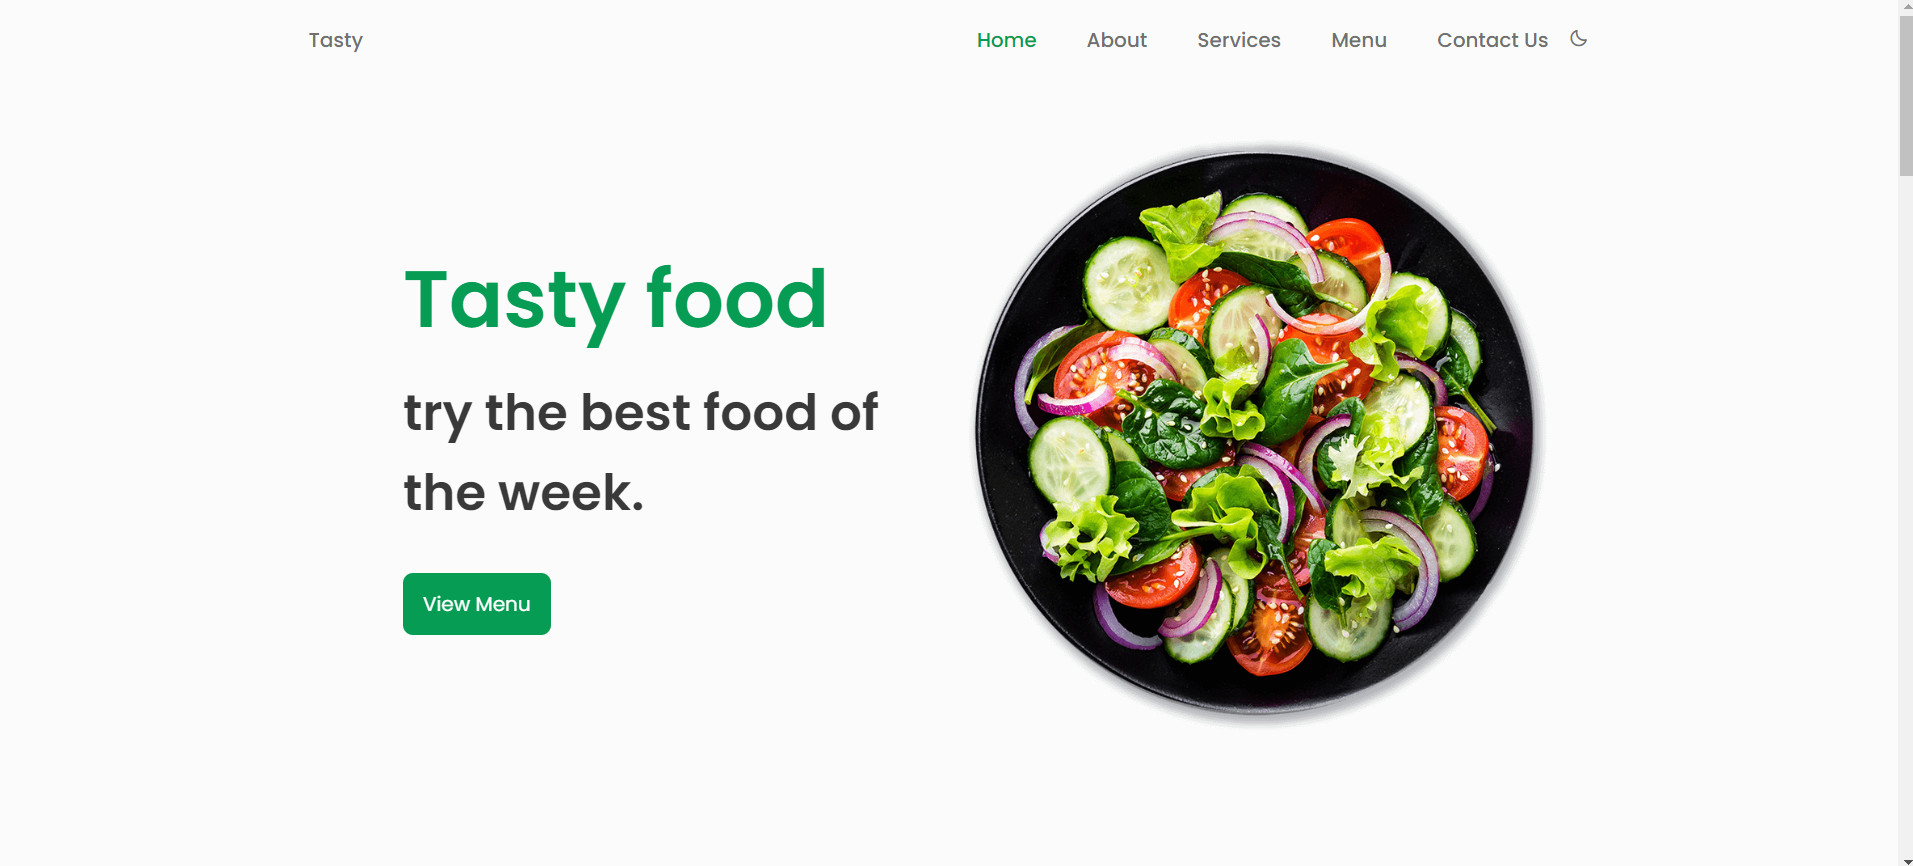 Tasty
Home About Services Menu Contact Us
Tasty food
try the best food of
the week.
View Menu